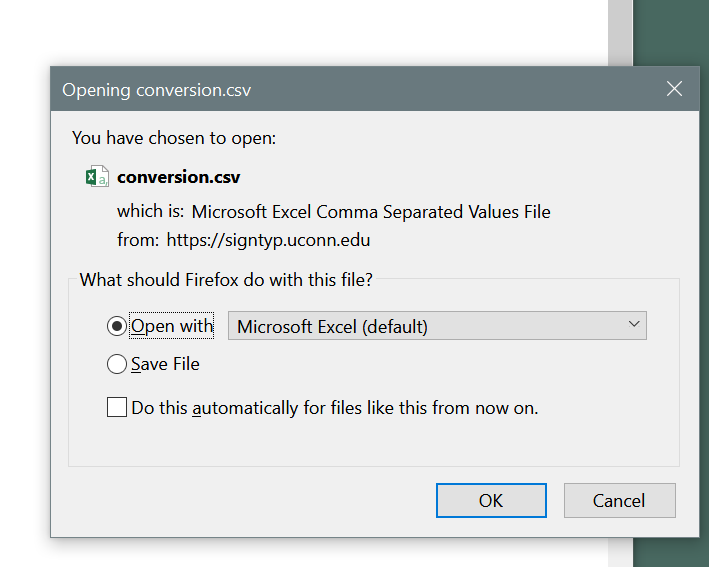 Opening conversion.csv
You have chosen to open:
conversion.csv
which is: Microsoft Excel Comma Separated Values File
from: https://signtyp.uconn.edu
What should Firefox do with this file?
Open with Microsoft Excel (default)
Save File
Do this automatically for files like this from now on.
OK Cancel